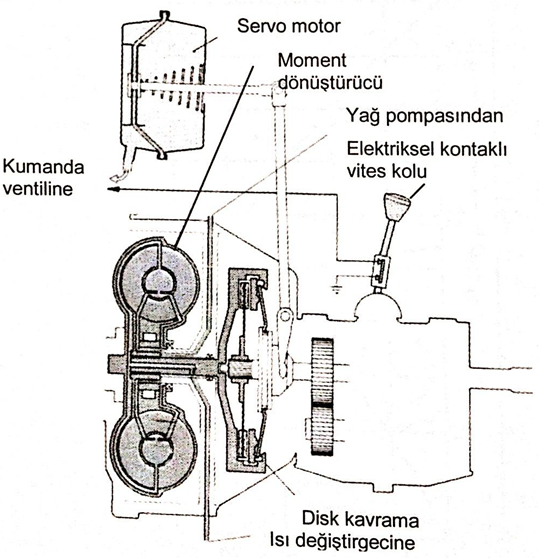 Servo motor
Moment
dönüştürücü
Yağ pompasından
Elektriksel kontaklı
vites kolu
Kumanda
ventiline
Disk kavrama
Isı değiştirgecine